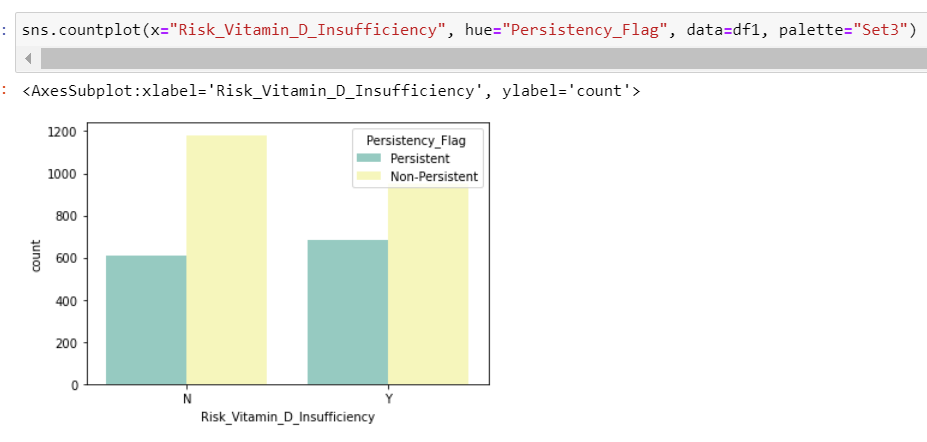 : sns.countplot(x="Risk_Vitamin_D_Insufficiency", hue="Persistency_Flag", data=df1, palette="Set3")
: <AxesSubplot:xlabel='Risk_Vitamin_D_Insufficiency', ylabel='count'>
Persistency_Flag
Persistent
Non-Persistent
1200
1000
800
600
400
200
0
count
N
Y
Risk_Vitamin_D_Insufficiency